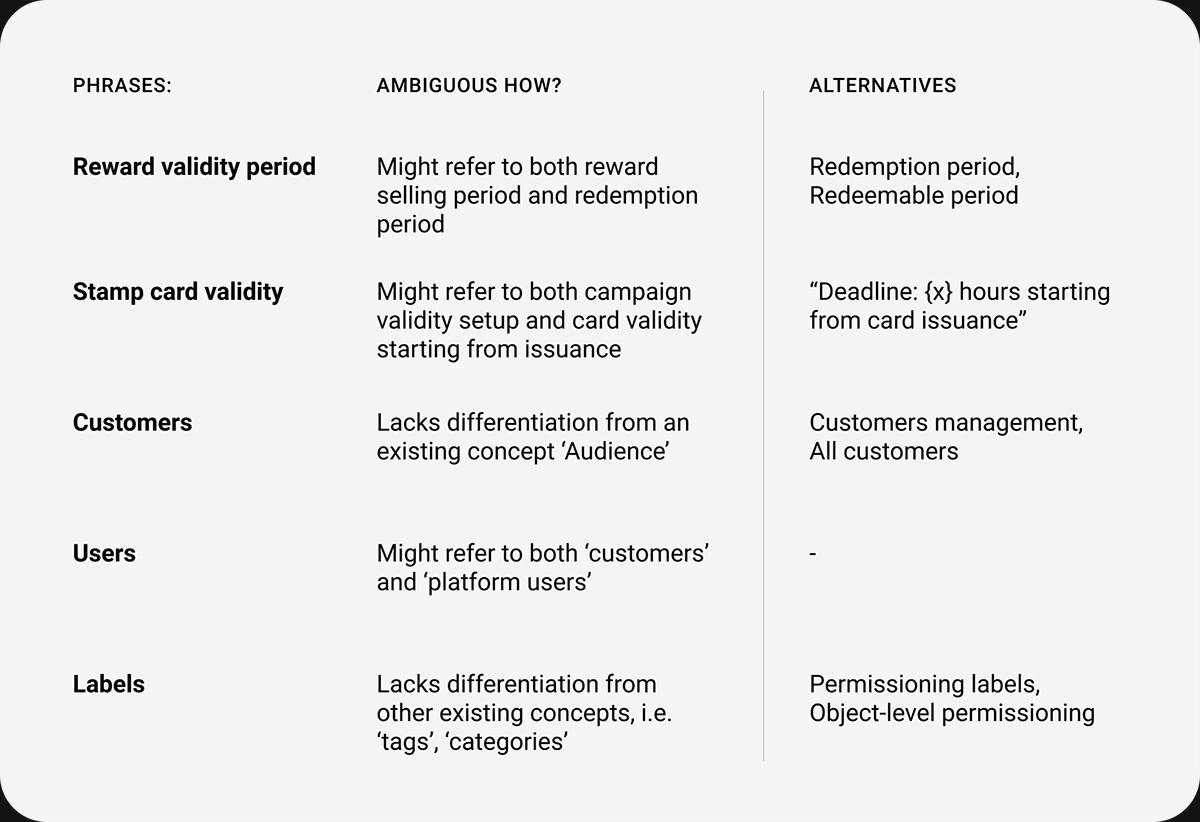 PHRASES:
AMBIGUOUS HOW?
ALTERNATIVES
Reward validity period
Might refer to both reward
selling period and redemption
period
Redemption period,
Redeemable period
Stamp card validity
Might refer to both campaign
validity setup and card validity
starting from issuance
“Deadline: {x} hours starting
from card issuance”
Customers
Lacks differentiation from an
existing concept ‘Audience’
Customers management,
All customers
Users
Might refer to both ‘customers’
and ‘platform users’
-
Labels
Lacks differentiation from
other existing concepts, i.e.
‘tags’, ‘categories’
Permissioning labels,
Object-level permissioning